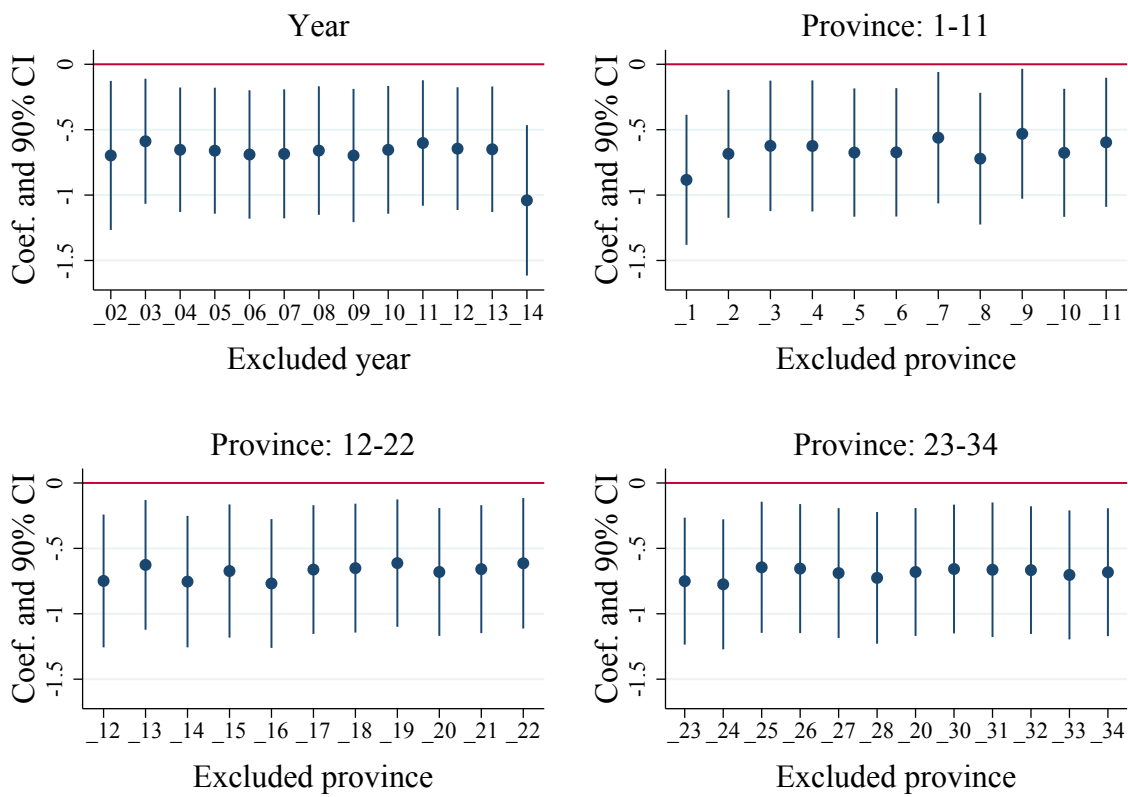 Year
Coef. and 90% CI
0
-.5
-1
-1.5
_02 _03 _04 _05 _06 _07 _08 _09 _10 _11 _12 _13 _14
Excluded year
Province: 1-11
Coef. and 90% CI
0
-.5
-1
-1.5
_1 _2 _3 _4 _5 _6 _7 _8 _9 _10 _11
Excluded province
Province: 12-22
Coef. and 90% CI
0
-.5
-1
-1.5
_12 _13 _14 _15 _16 _17 _18 _19 _20 _21 _22
Excluded province
Province: 23-34
Coef. and 90% CI
0
-.5
-1
-1.5
_23 _24 _25 _26 _27 _28 _20 _30 _31 _32 _33 _34
Excluded province